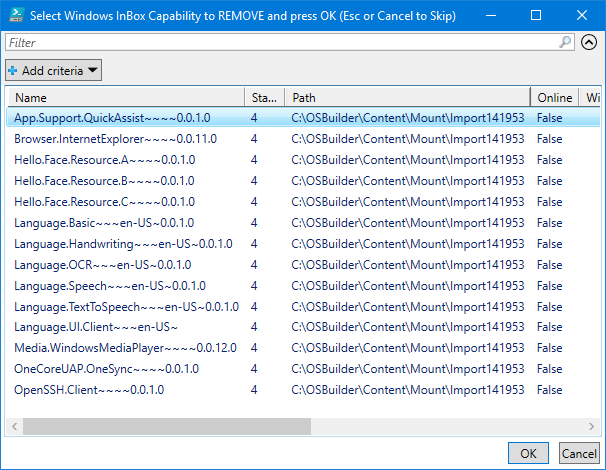 Select Windows InBox Capability to REMOVE and press OK (Esc or Cancel to Skip)
Filter
Add criteria
Name Sta... Path Online Wi
App.Support.QuickAssist~~~~0.0.1.0 4 C:\OSBuilder\Content\Mount\Import141953 False
Browser.InternetExplorer~~~~0.0.11.0 4 C:\OSBuilder\Content\Mount\Import141953 False
Hello.Face.Resource.A~~~~0.0.1.0 4 C:\OSBuilder\Content\Mount\Import141953 False
Hello.Face.Resource.B~~~~0.0.1.0 4 C:\OSBuilder\Content\Mount\Import141953 False
Hello.Face.Resource.C~~~~0.0.1.0 4 C:\OSBuilder\Content\Mount\Import141953 False
Language.Basic~~~en-US~0.0.1.0 4 C:\OSBuilder\Content\Mount\Import141953 False
Language.Handwriting~~~en-US~0.0.1.0 4 C:\OSBuilder\Content\Mount\Import141953 False
Language.OCR~~~en-US~0.0.1.0 4 C:\OSBuilder\Content\Mount\Import141953 False
Language.Speech~~~en-US~0.0.1.0 4 C:\OSBuilder\Content\Mount\Import141953 False
Language.TextToSpeech~~~en-US~0.0.1.0 4 C:\OSBuilder\Content\Mount\Import141953 False
Language.UI.Client~~~en-US~ 4 C:\OSBuilder\Content\Mount\Import141953 False
Media.WindowsMediaPlayer~~~~0.0.12.0 4 C:\OSBuilder\Content\Mount\Import141953 False
OneCoreUAP.OneSync~~~~0.0.1.0 4 C:\OSBuilder\Content\Mount\Import141953 False
OpenSSH.Client~~~~0.0.1.0 4 C:\OSBuilder\Content\Mount\Import141953 False
OK Cancel